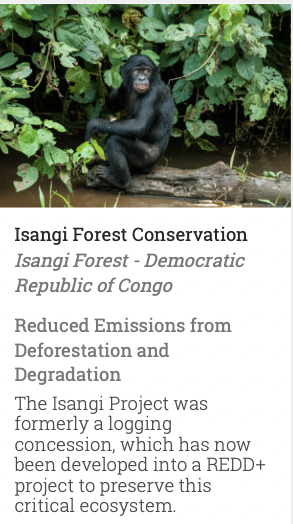 Isangi Forest Conservation
Isangi Forest - Democratic
Republic of Congo
Reduced Emissions from
Deforestation and
Degradation
The Isangi Project was
formerly a logging
concession, which has now
been developed into a REDD+
project to preserve this
critical ecosystem.